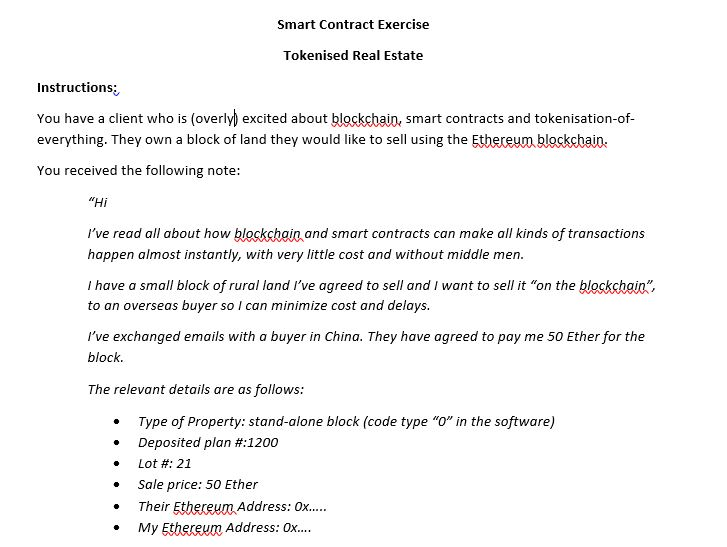 Smart Contract Exercise
Tokenised Real Estate
Instructions:
You have a client who is (overly) excited about blockchain, smart contracts and tokenisation-of-
everything. They own a block of land they would like to sell using the Ethereum blockchain.
You received the following note:
“Hi
I’ve read all about how blockchain and smart contracts can make all kinds of transactions
happen almost instantly, with very little cost and without middle men.
I have a small block of rural land I’ve agreed to sell and I want to sell it “on the blockchain”,
to an overseas buyer so I can minimize cost and delays.
I’ve exchanged emails with a buyer in China. They have agreed to pay me 50 Ether for the
block.
The relevant details are as follows:
• Type of Property: stand-alone block (code type “0” in the software)
• Deposited plan #:1200
• Lot #: 21
• Sale price: 50 Ether
• Their Ethereum Address: 0x.....
• My Ethereum Address: 0x....